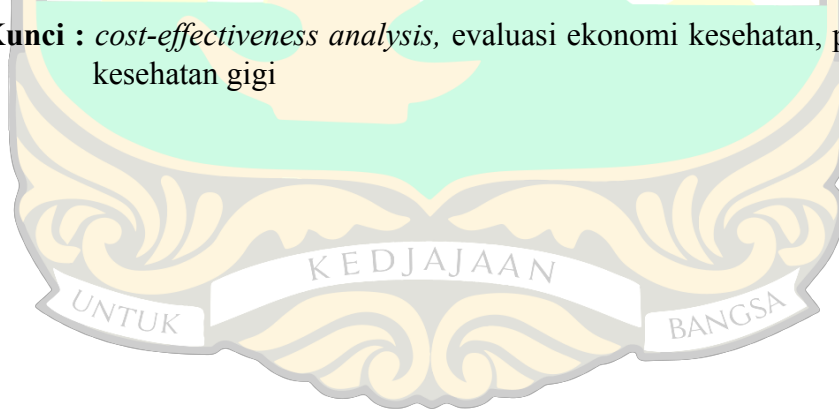 Kunci : cost-effectiveness analysis, evaluasi ekonomi kesehatan,
kesehatan gigi
UNTUK KEDJAJAAN BANGSA